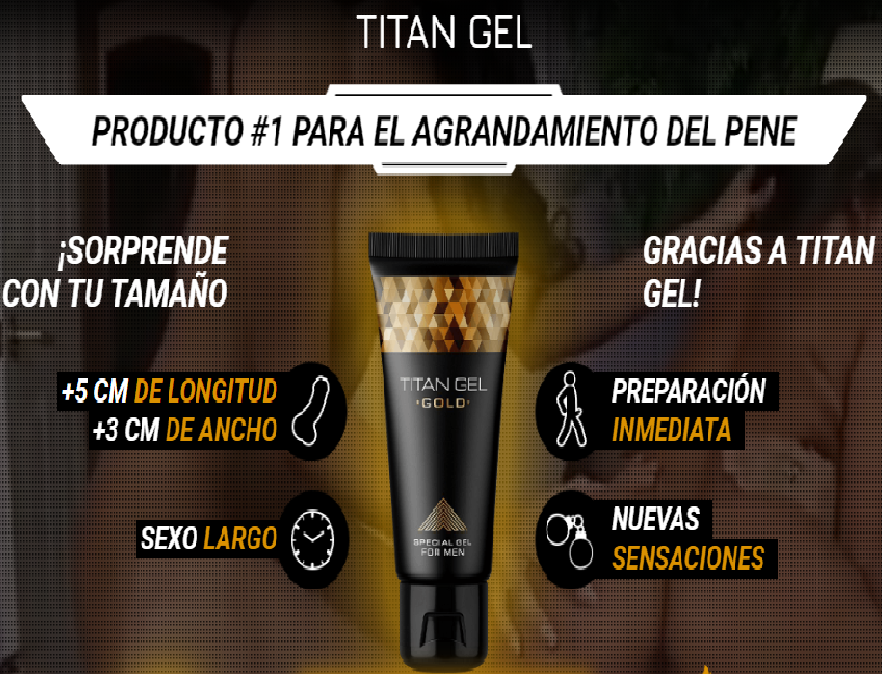 TITAN GEL
PRODUCTO #1 PARA EL AGRANDAMIENTO DEL PENE
¡SORPRENDE
CON TU TAMAÑO
GRACIAS A TITAN
GEL!
+5 CM DE LONGITUD
+3 CM DE ANCHO
SEXO LARGO
TITAN GEL
GOLD
SPECIAL GEL
FOR MEN
PREPARACIÓN
INMEDIATA
NUEVAS
SENSACIONES